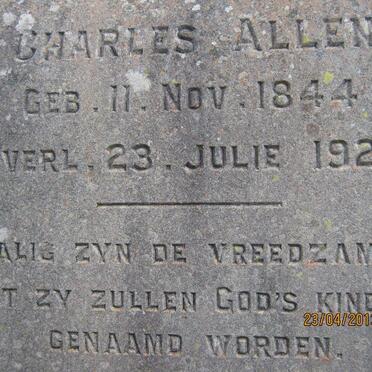 CHARLES ALLEN
GEB. 11. NOV. 1844
VERL. 23. JULIE 192
ALIG ZYN DE VREEDZAM
T ZY ZULLEN GOD'S KIND
23/04/201
GENAAMD WORDEN.